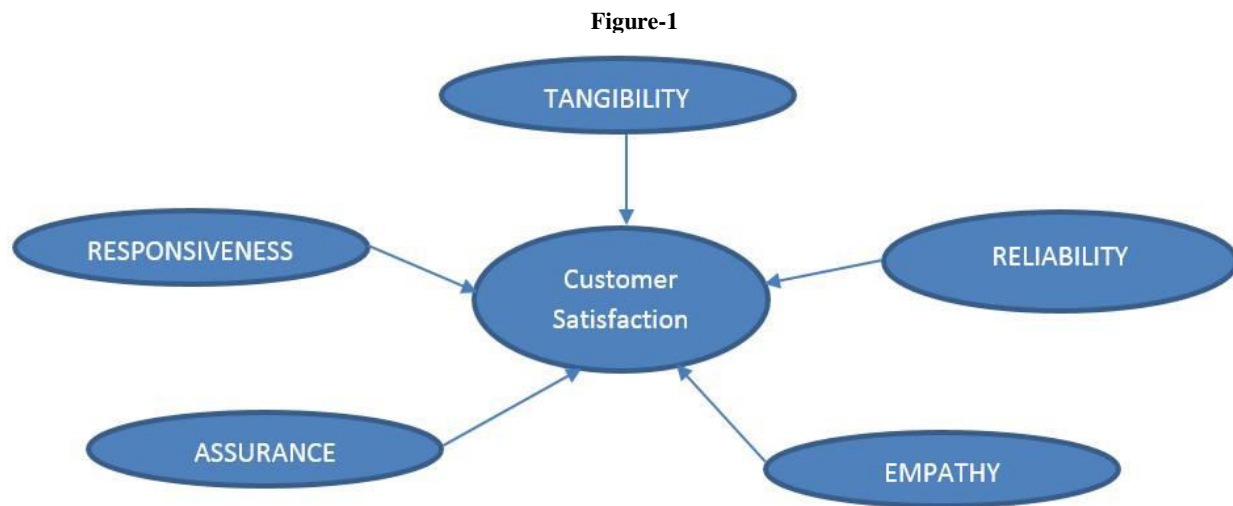 Figure-1
TANGIBILITY
RESPONSIVENESS
RELIABILITY
Customer
Satisfaction
ASSURANCE
EMPATHY